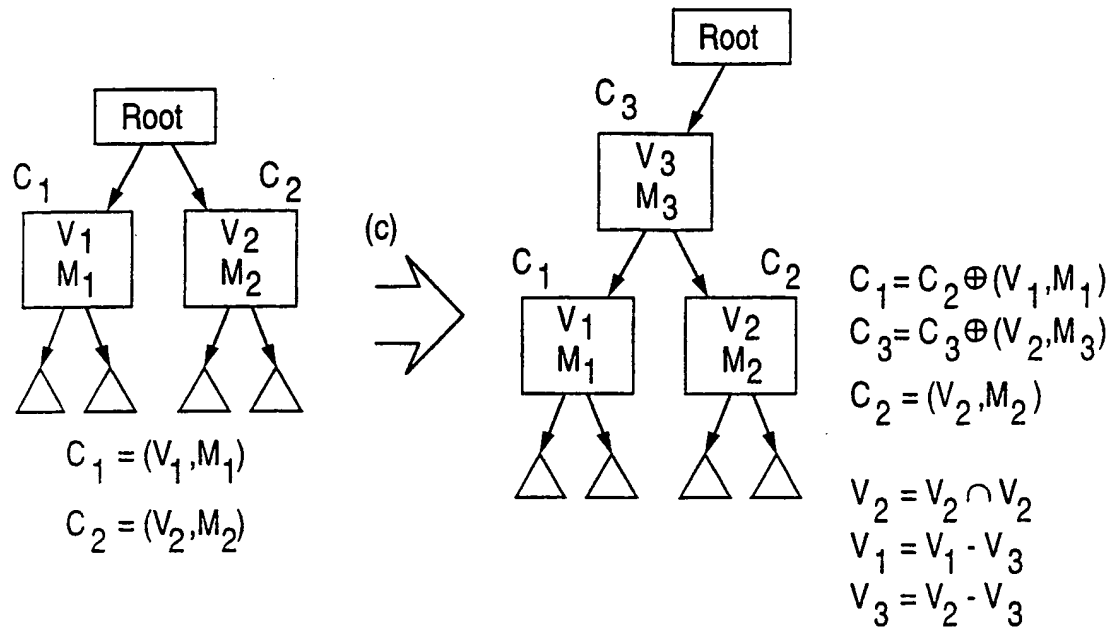 Root
C₁ C₂
V₁ V₂
M₁ M₂
C₁ = (V₁,M₁)
C₂ = (V₂,M₂)
(c)
Root
C₃
V₃
M₃
C₁ C₂
V₁ V₂
M₁ M₂
C₁ = C₂ ⊕ (V₁,M₁)
C₃ = C₃ ⊕ (V₂,M₃)
C₂ = (V₂,M₂)
V₂ = V₂ ∩ V₂
V₁ = V₁ - V₃
V₃ = V₂ - V₃